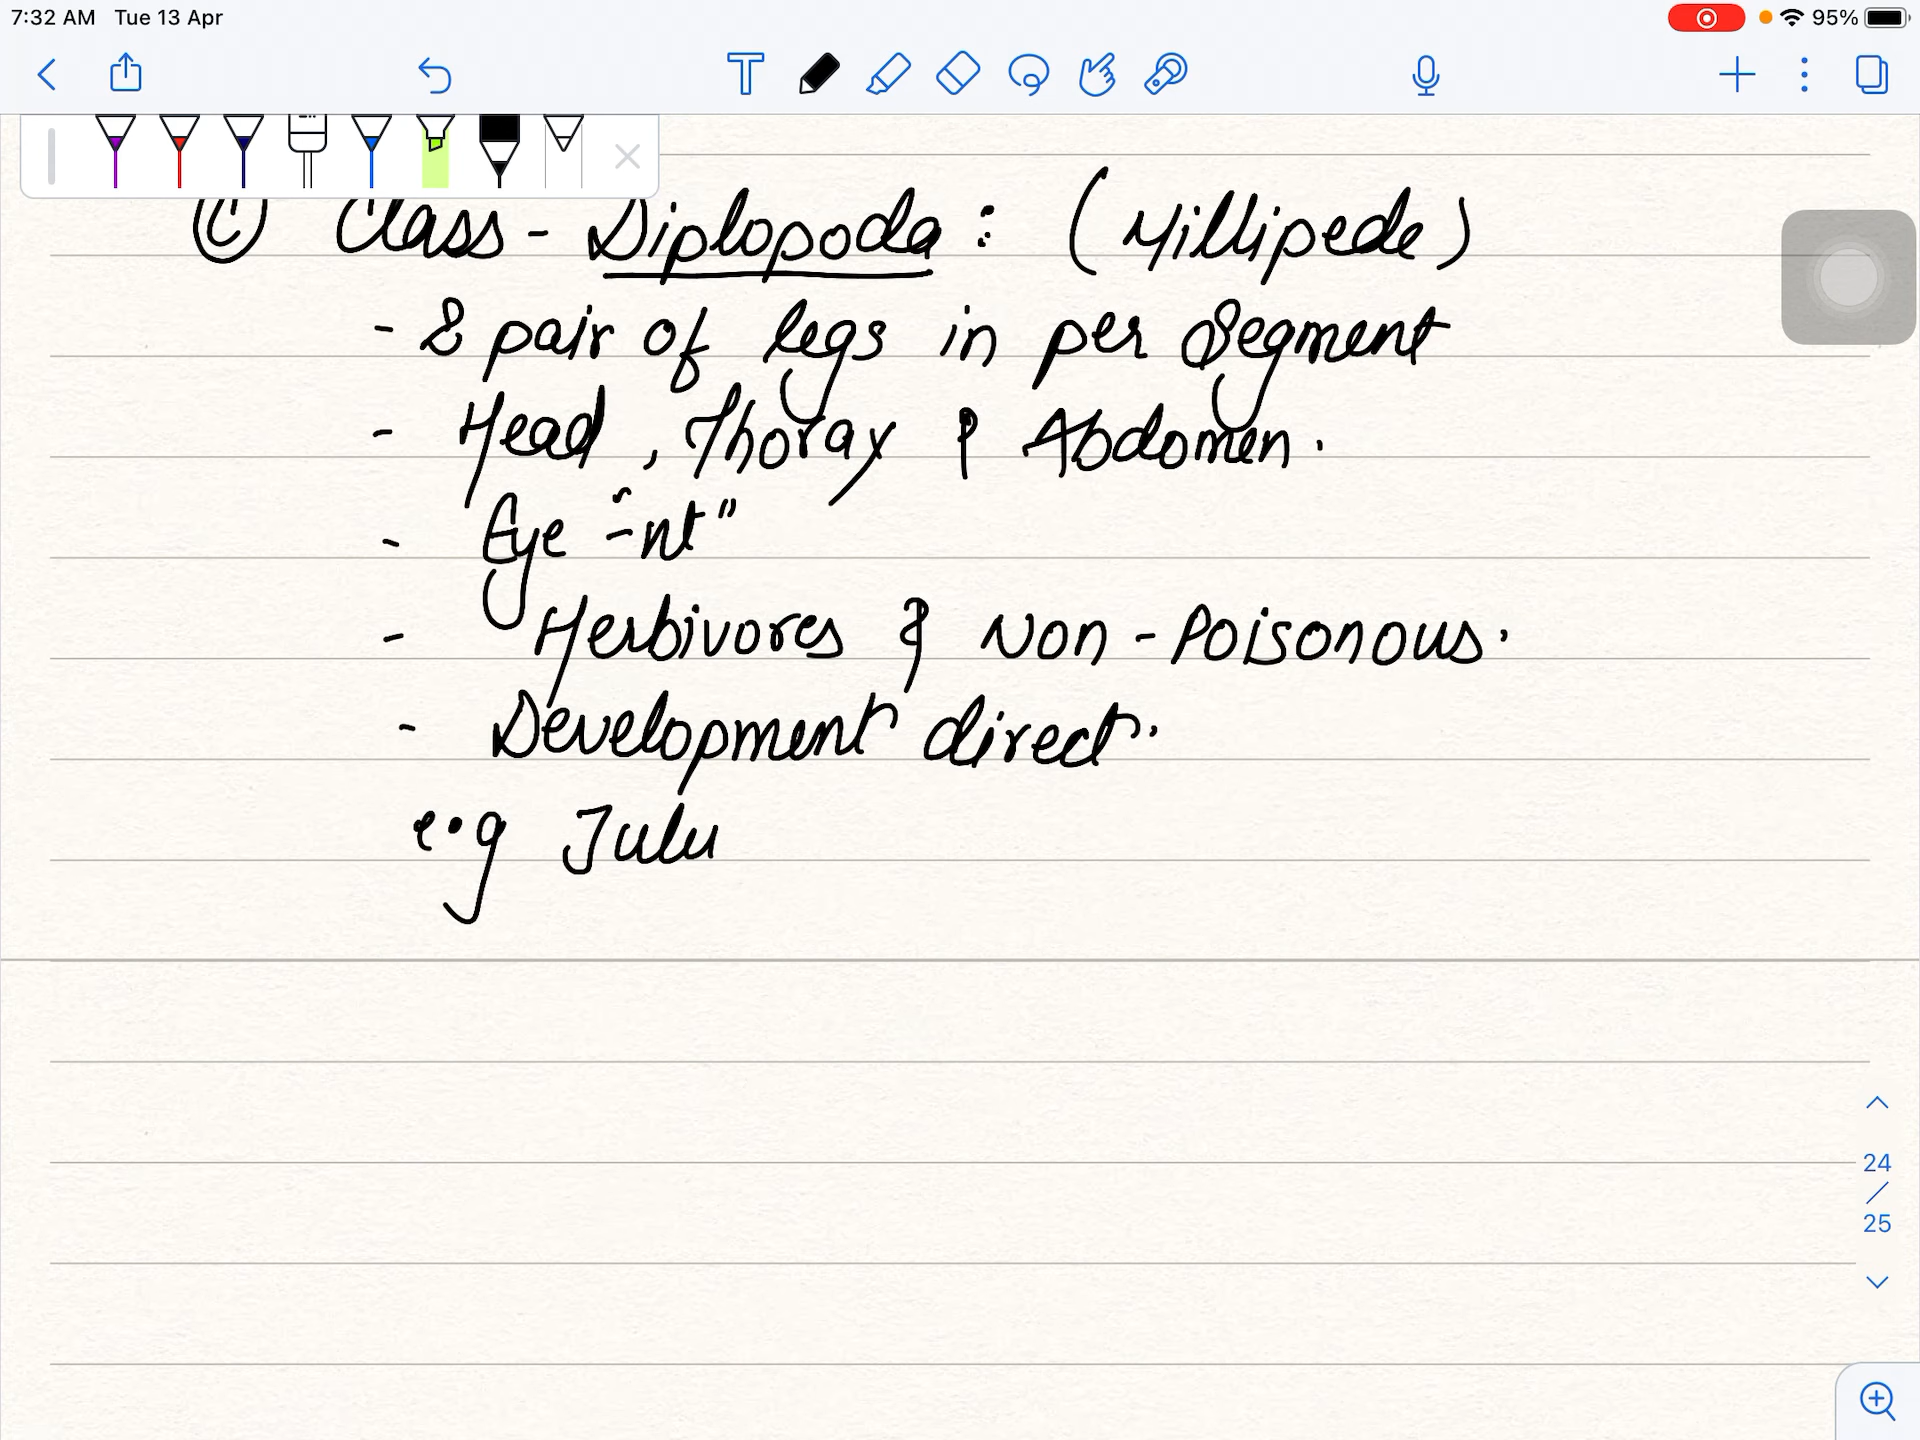 7:32 AM Tue 13 Apr 95%
T
© Class - Diplopoda : (Millipede)
- 2 pair of legs in per Segment
- Head , Thorax & Abdomen .
- Eye -nt"
- Herbivores & Non - Poisonous .
- Development direct .
e.g Julu
24
/
25